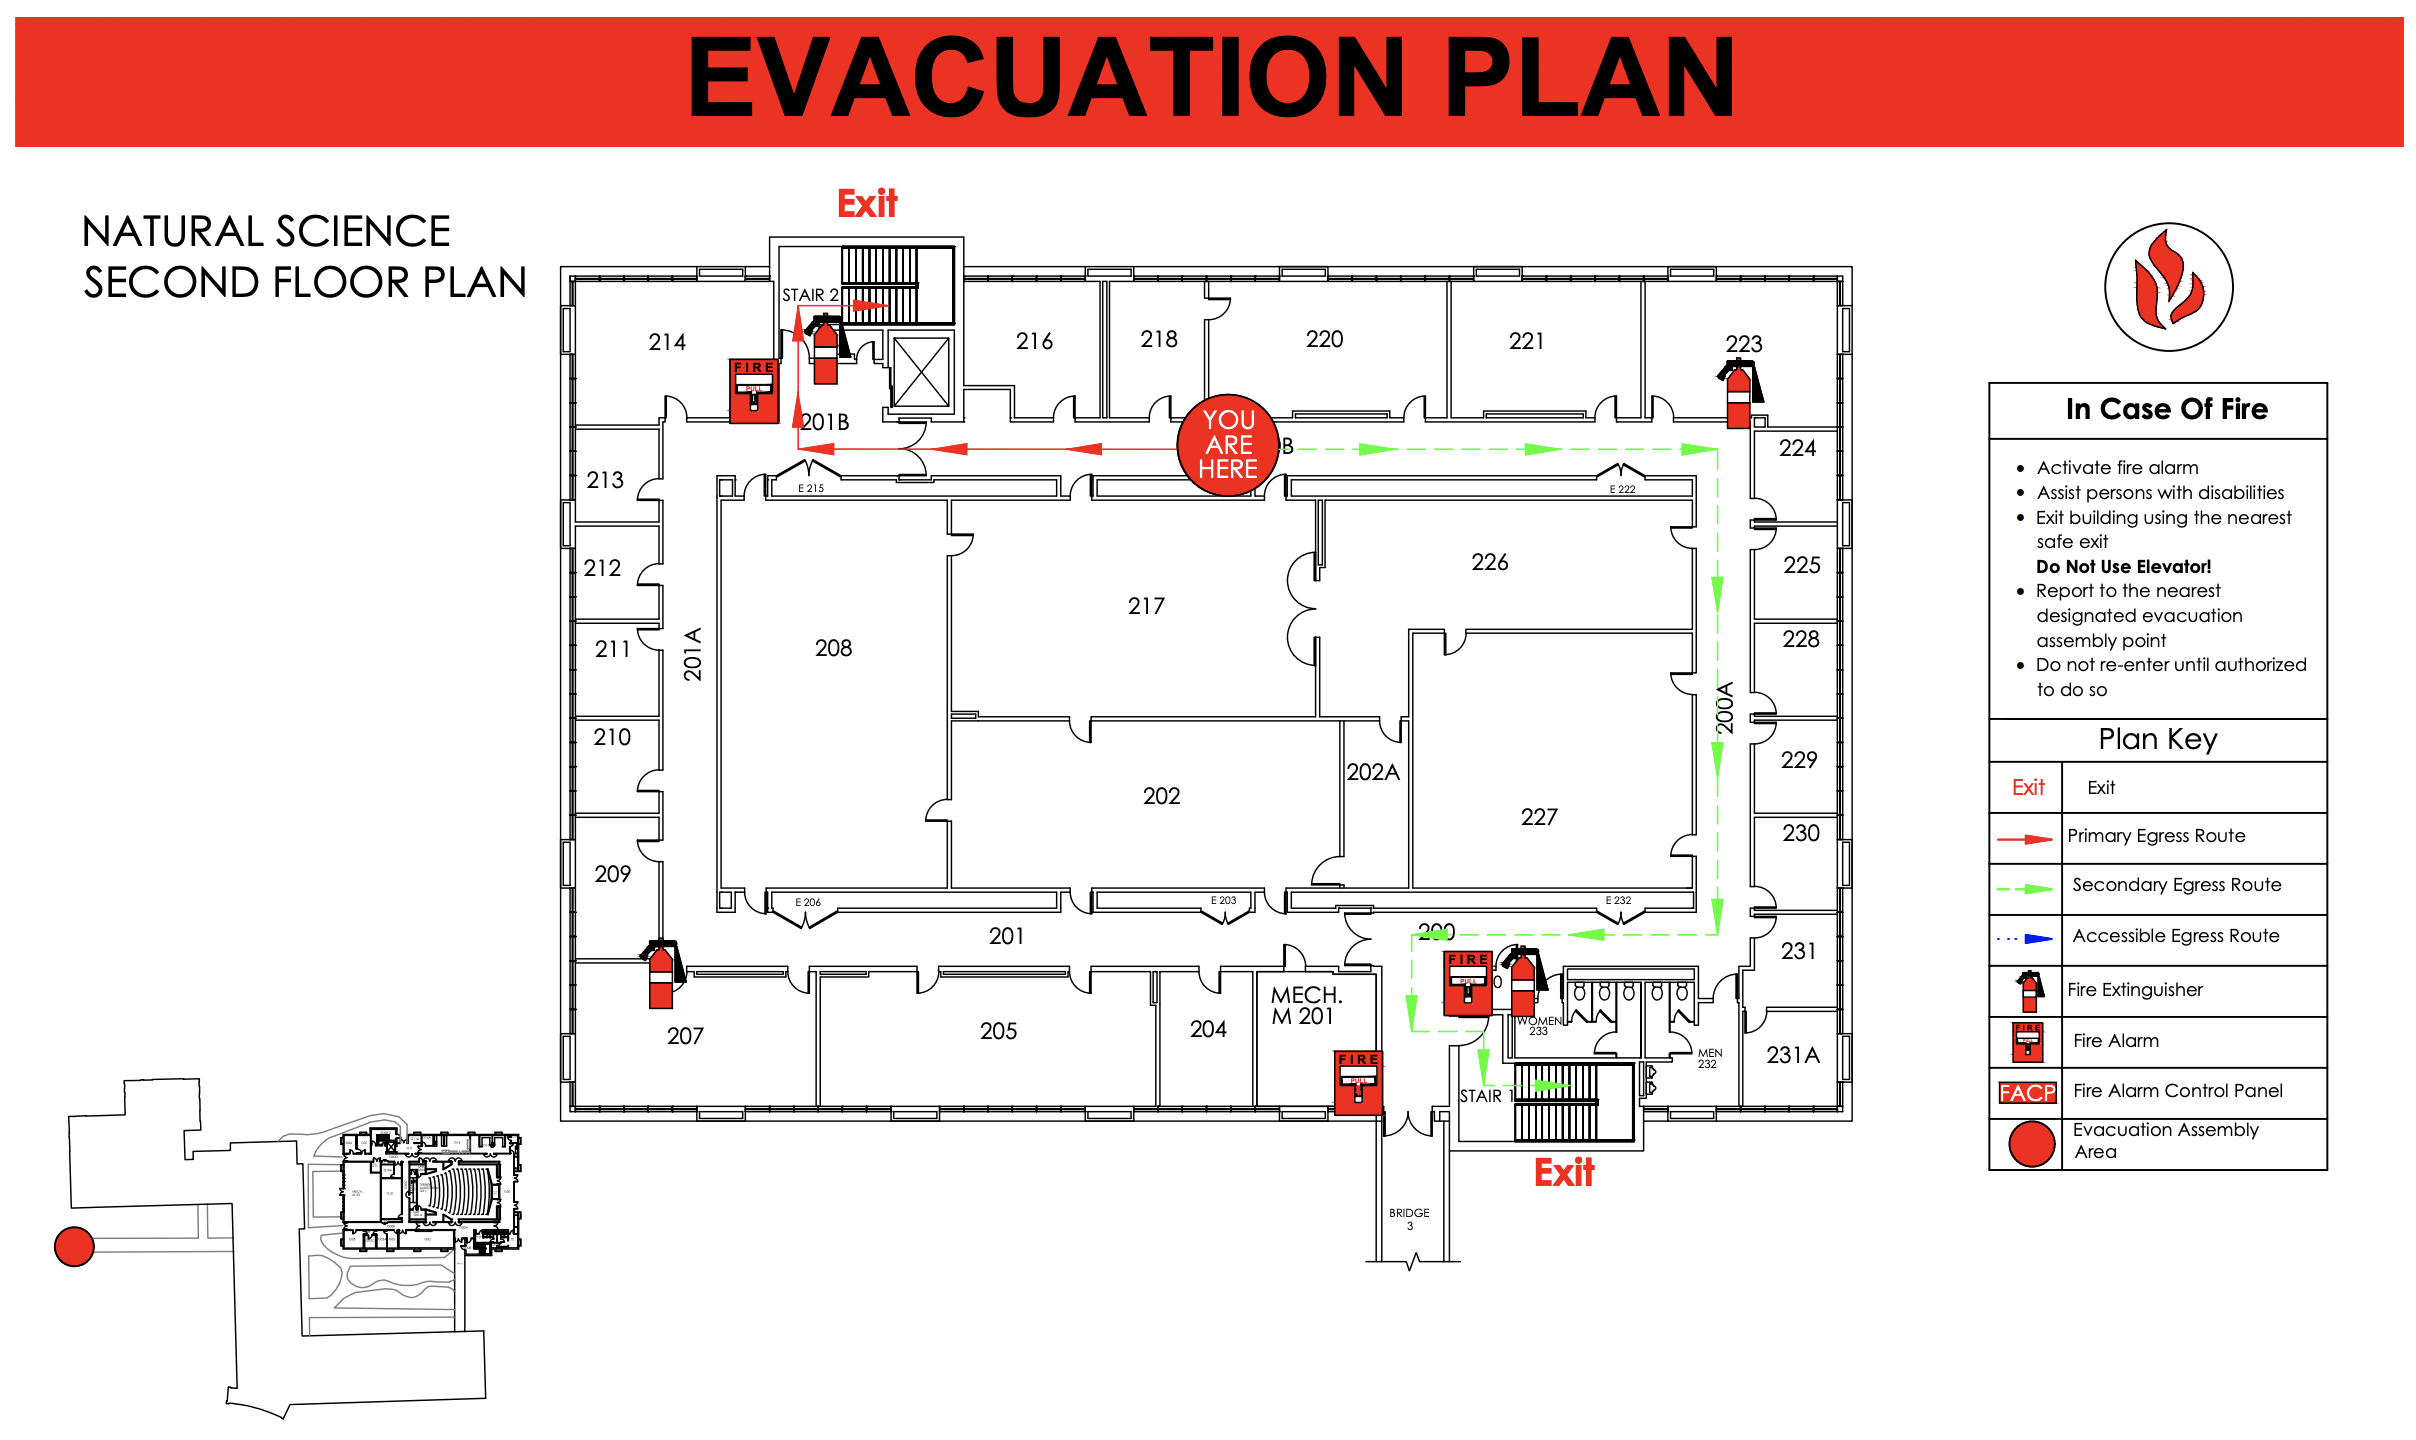 EVACUATION PLAN
NATURAL SCIENCE
SECOND FLOOR PLAN
Exit
STAIR 2
214
216
218
220
221
223
FIRE
PULL
201B
YOU
ARE
HERE
B
224
213
E 215
E 222
212
226
225
217
211
208
201A
228
200A
210
202A
229
202
227
230
209
E 206
E 203
E 232
201
200
231
FIRE
PULL
MECH.
M 201
207
205
204
WOMEN
233
MEN
232
231A
FIRE
PULL
STAIR 1
Exit
BRIDGE
3
In Case Of Fire
• Activate fire alarm
• Assist persons with disabilities
• Exit building using the nearest
safe exit
Do Not Use Elevator!
• Report to the nearest
designated evacuation
assembly point
• Do not re-enter until authorized
to do so
Plan Key
Exit Exit
Primary Egress Route
Secondary Egress Route
Accessible Egress Route
Fire Extinguisher
FIRE
Fire Alarm
FACP Fire Alarm Control Panel
Evacuation Assembly
Area